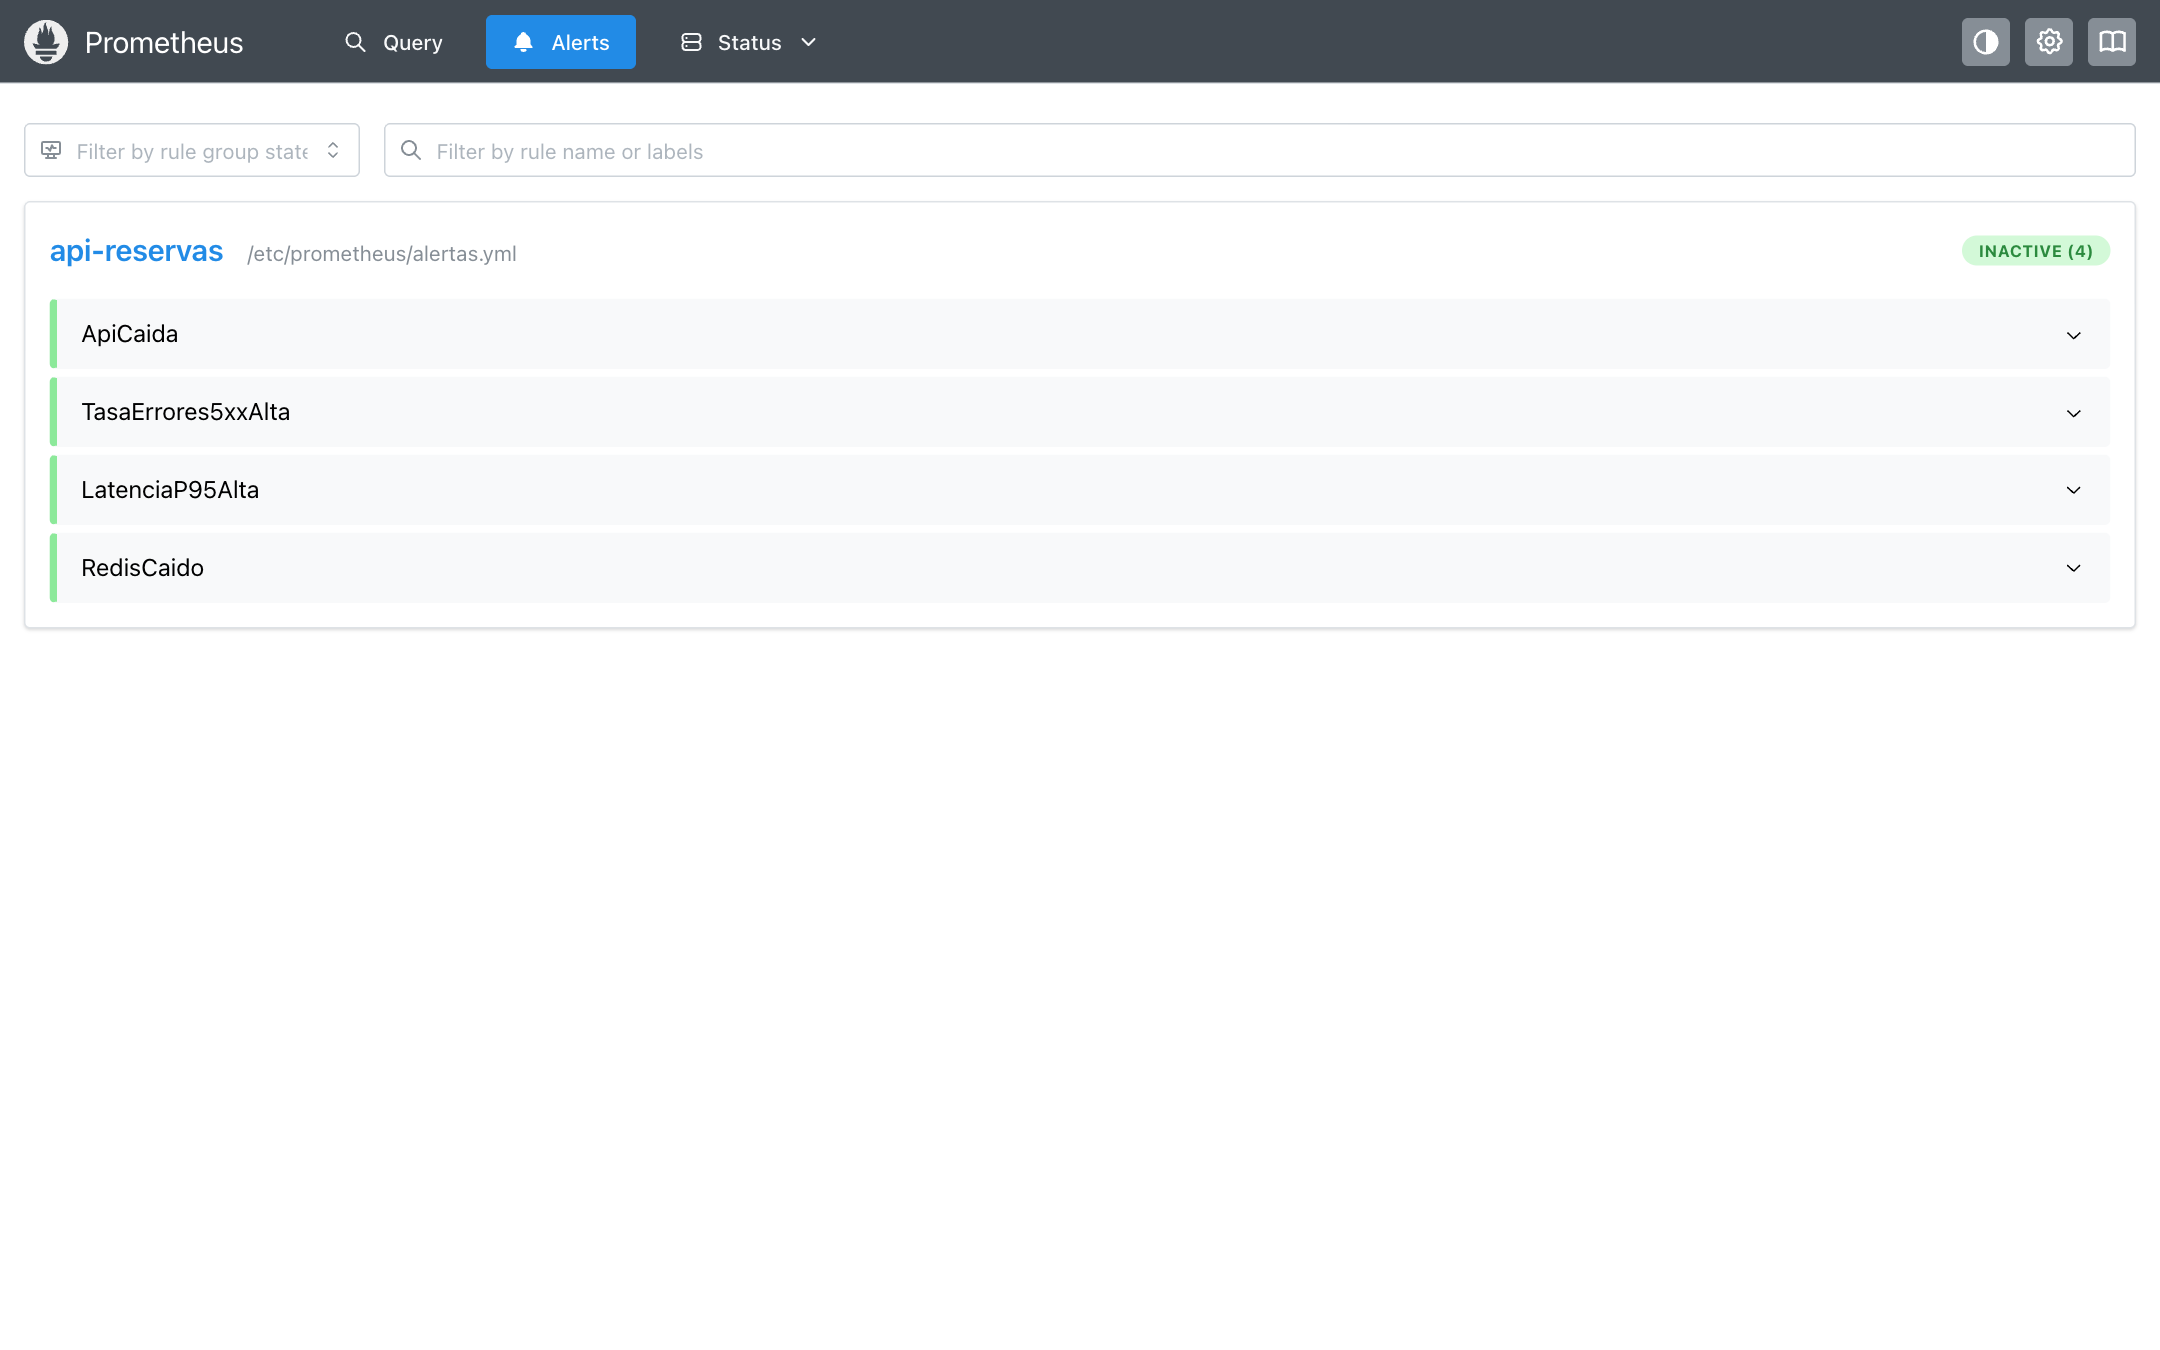 Prometheus Query Alerts Status
Filter by rule group state Filter by rule name or labels
api-reservas /etc/prometheus/alertas.yml INACTIVE (4)
ApiCaida
TasaErrores5xxAlta
LatenciaP95Alta
RedisCaido